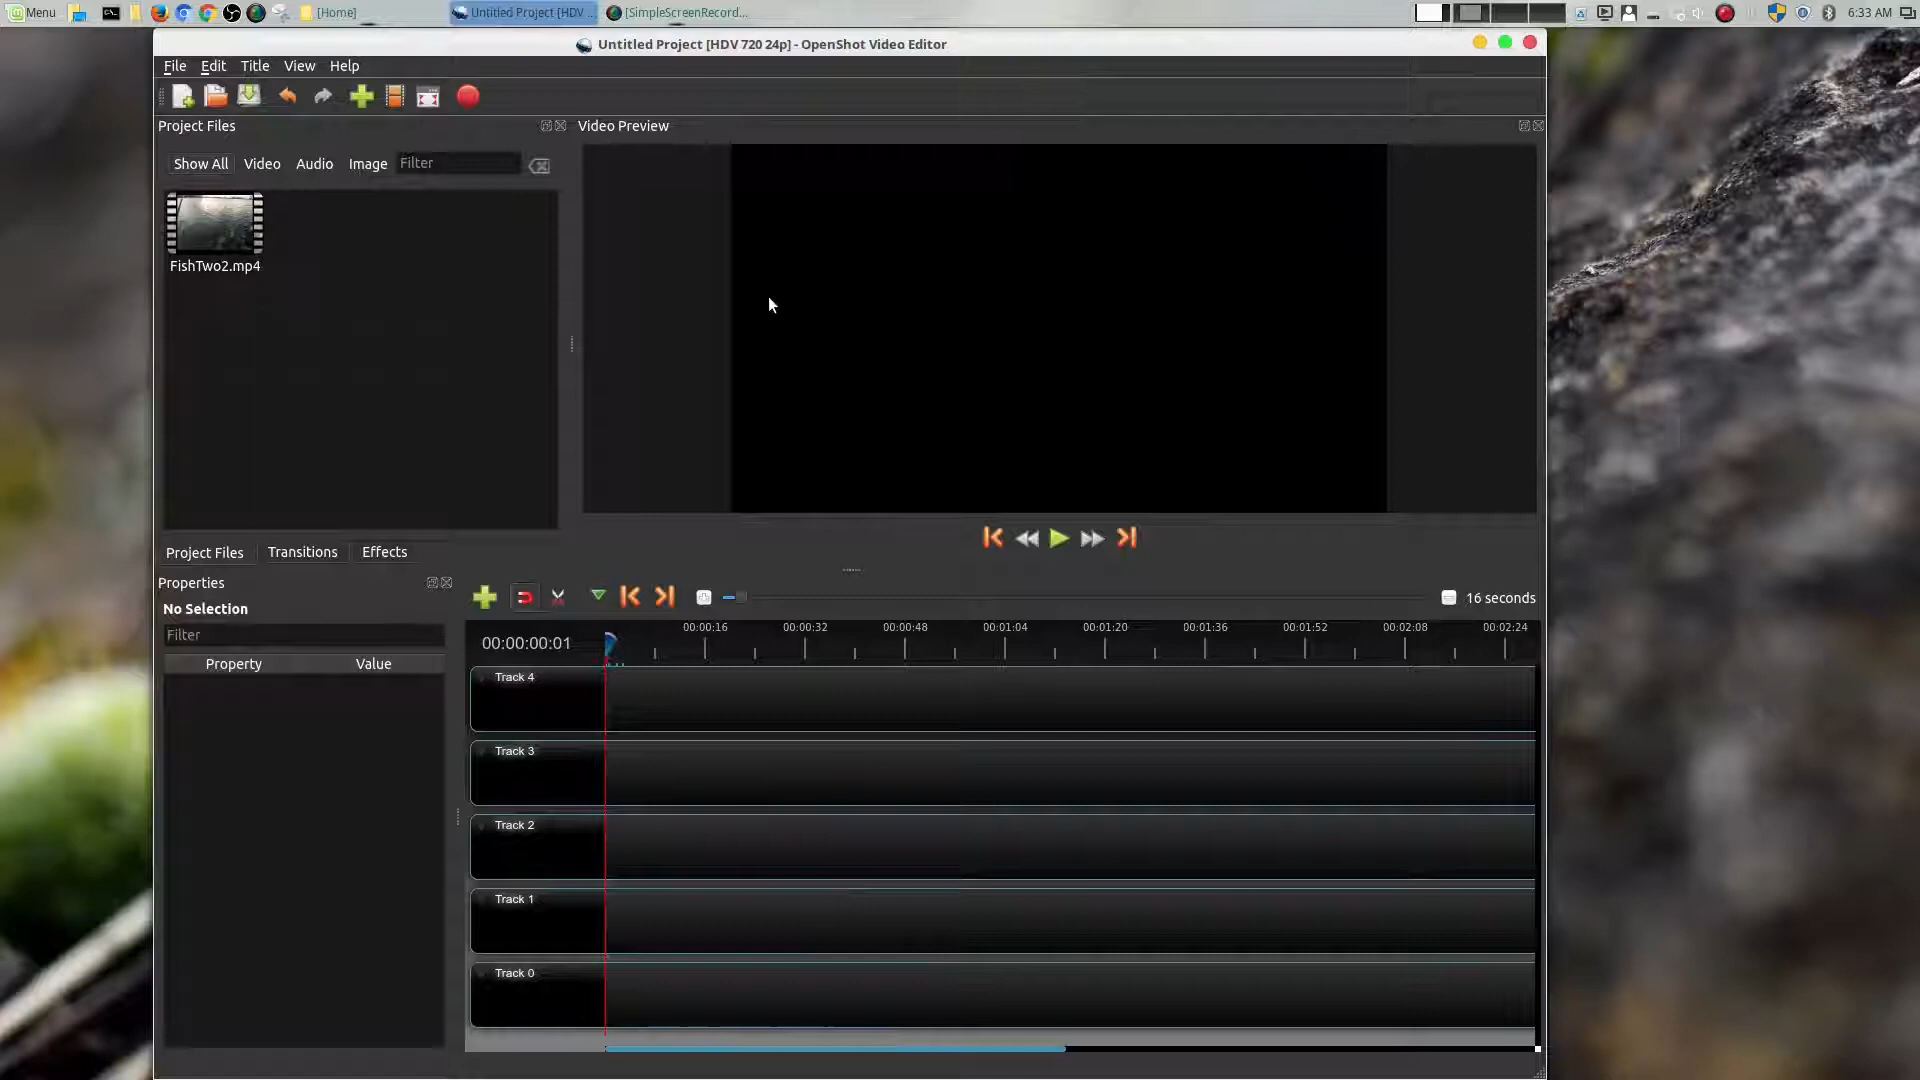 Menu
[Home]
Untitled Project [HDV ...
[SimpleScreenRecord...
6:33 AM
Untitled Project [HDV 720 24p] - OpenShot Video Editor
File Edit Title View Help
Project Files
Video Preview
Show All Video Audio Image Filter
FishTwo2.mp4
Project Files Transitions Effects
Properties
No Selection
Filter
Property Value
16 seconds
00:00:00:01
00:00:16 00:00:32 00:00:48 00:01:04 00:01:20 00:01:36 00:01:52 00:02:08 00:02:24
Track 4
Track 3
Track 2
Track 1
Track 0